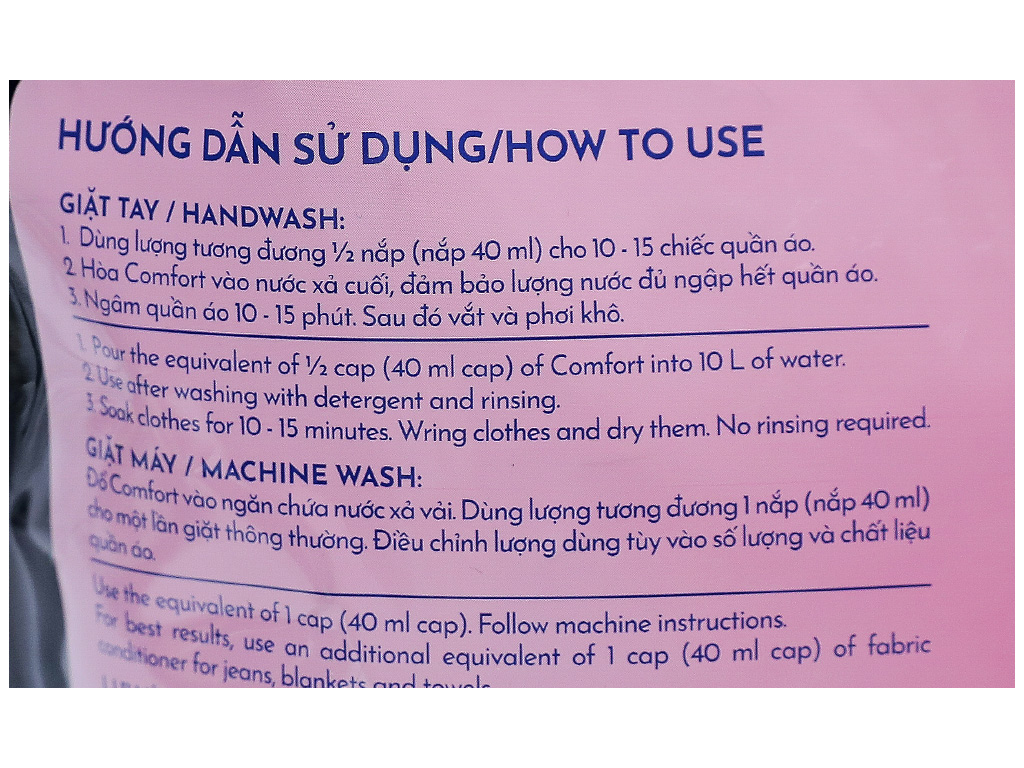 HƯỚNG DẪN SỬ DỤNG/HOW TO USE
GIẶT TAY / HANDWASH:
1. Dùng lượng tương đương ½ nắp (nắp 40 ml) cho 10 - 15 chiếc quần áo.
2. Hòa Comfort vào nước xả cuối, đảm bảo lượng nước đủ ngập hết quần áo.
3. Ngâm quần áo 10 - 15 phút. Sau đó vắt và phơi khô.
1. Pour the equivalent of ½ cap (40 ml cap) of Comfort into 10 L of water.
2. Use after washing with detergent and rinsing.
3. Soak clothes for 10 - 15 minutes. Wring clothes and dry them. No rinsing required.
GIẶT MÁY / MACHINE WASH:
Đổ Comfort vào ngăn chứa nước xả vải. Dùng lượng tương đương 1 nắp (nắp 40 ml)
cho một lần giặt thông thường. Điều chỉnh lượng dùng tùy vào số lượng và chất liệu
quần áo.
Use the equivalent of 1 cap (40 ml cap). Follow machine instructions.
For best results, use an additional equivalent of 1 cap (40 ml cap) of fabric
conditioner for jeans, blankets and towels